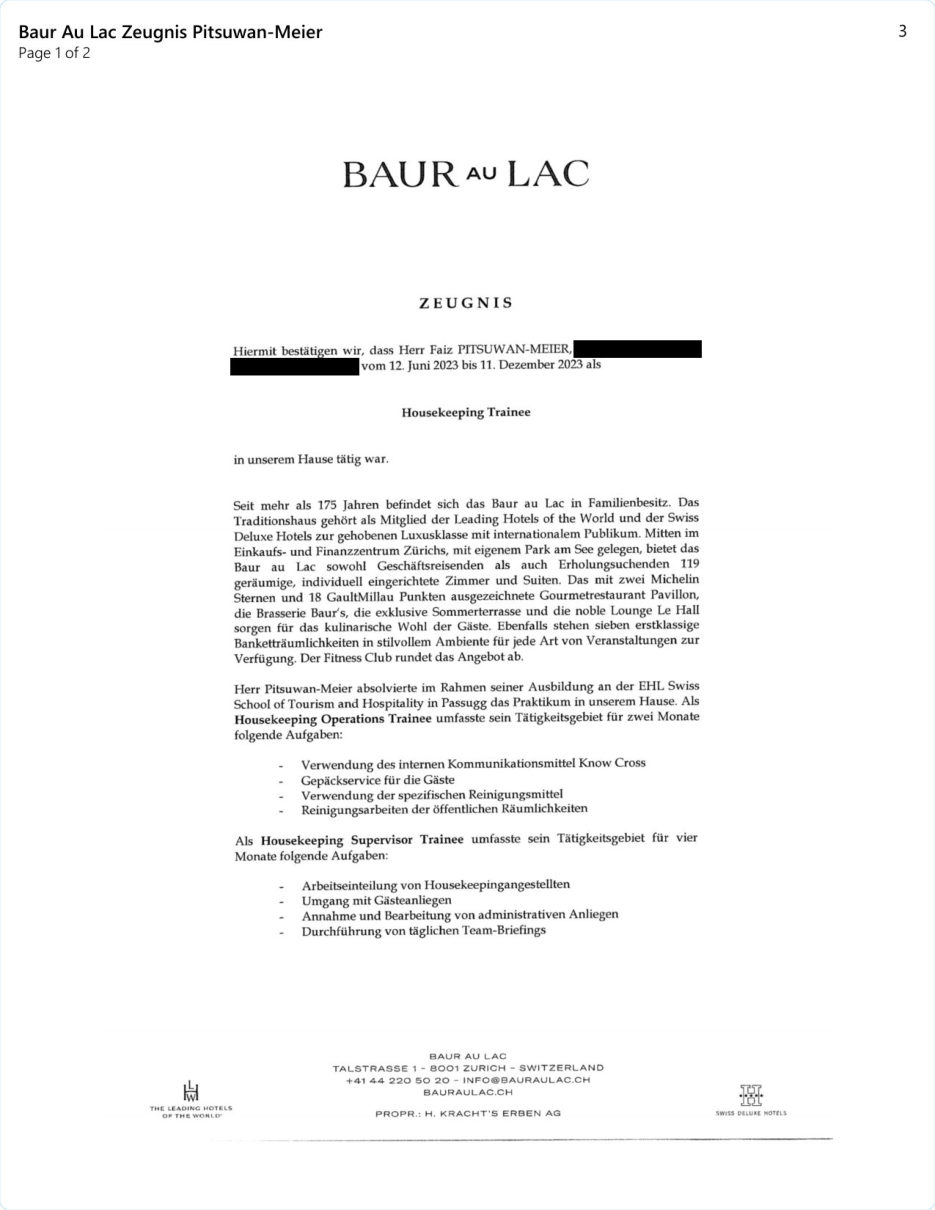 Baur Au Lac Zeugnis Pitsuwan-Meier
Page 1 of 2
3
BAUR AU LAC
ZEUGNIS
Hiermit bestätigen wir, dass Herr Faiz PITSUWAN-MEIER,
vom 12. Juni 2023 bis 11. Dezember 2023 als
Housekeeping Trainee
in unserem Hause tätig war.
Seit mehr als 175 Jahren befindet sich das Baur au Lac in Familienbesitz. Das
Traditionshaus gehört als Mitglied der Leading Hotels of the World und der Swiss
Deluxe Hotels zur gehobenen Luxusklasse mit internationalem Publikum. Mitten im
Einkaufs- und Finanzzentrum Zürichs, mit eigenem Park am See gelegen, bietet das
Baur au Lac sowohl Geschäftsreisenden als auch Erholungsuchenden 119
geräumige, individuell eingerichtete Zimmer und Suiten. Das mit zwei Michelin
Sternen und 18 GaultMillau Punkten ausgezeichnete Gourmetrestaurant Pavillon,
die Brasserie Baur's, die exklusive Sommerterrasse und die noble Lounge Le Hall
sorgen für das kulinarische Wohl der Gäste. Ebenfalls stehen sieben erstklassige
Banketträumlichkeiten in stilvollem Ambiente für jede Art von Veranstaltungen zur
Verfügung. Der Fitness Club rundet das Angebot ab.
Herr Pitsuwan-Meier absolvierte im Rahmen seiner Ausbildung an der EHL Swiss
School of Tourism and Hospitality in Passugg das Praktikum in unserem Hause. Als
Housekeeping Operations Trainee umfasste sein Tätigkeitsgebiet für zwei Monate
folgende Aufgaben:
- Verwendung des internen Kommunikationsmittel Know Cross
- Gepäckservice für die Gäste
- Verwendung der spezifischen Reinigungsmittel
- Reinigungsarbeiten der öffentlichen Räumlichkeiten
Als Housekeeping Supervisor Trainee umfasste sein Tätigkeitsgebiet für vier
Monate folgende Aufgaben:
- Arbeitseinteilung von Housekeepingangestellten
- Umgang mit Gästeanliegen
- Annahme und Bearbeitung von administrativen Anliegen
- Durchführung von täglichen Team-Briefings
BAUR AU LAC
TALSTRASSE 1 – 8001 ZURICH – SWITZERLAND
+41 44 220 50 20 – INFO@BAURAULAC.CH
BAURAULAC.CH
PROPR.: H. KRACHT'S ERBEN AG
LHW
THE LEADING HOTELS
OF THE WORLD®
SWISS DELUXE HOTELS